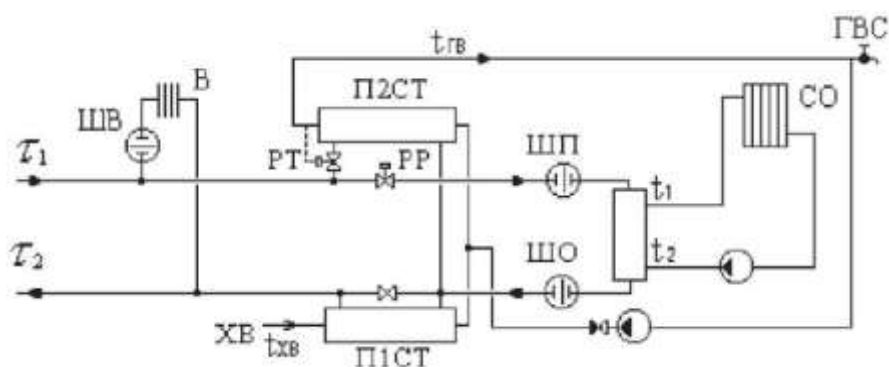 ГВС
tГВ
В
П2СТ
СО
ШВ
τ1
РТ
РР
ШП
t1
τ2
ШО
t2
ХВ
tХВ
П1СТ